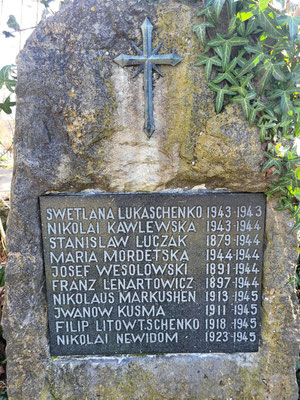 SWETLANA LUKASCHENKO 1943-1943
NIKOLAI KAWLEWSKA 1943-1944
STANISLAW LUCZAK 1879-1944
MARIA MORDETSKA 1944-1944
JOSEF WESOLOWSKI 1891-1944
FRANZ LENARTOWICZ 1897-1944
NIKOLAUS MARKUSHEN 1913-1945
JWANOW KUSMA 1911-1945
FILIP LITOWTSCHENKO 1918-1945
NIKOLAI NEWIDOM 1923-1945